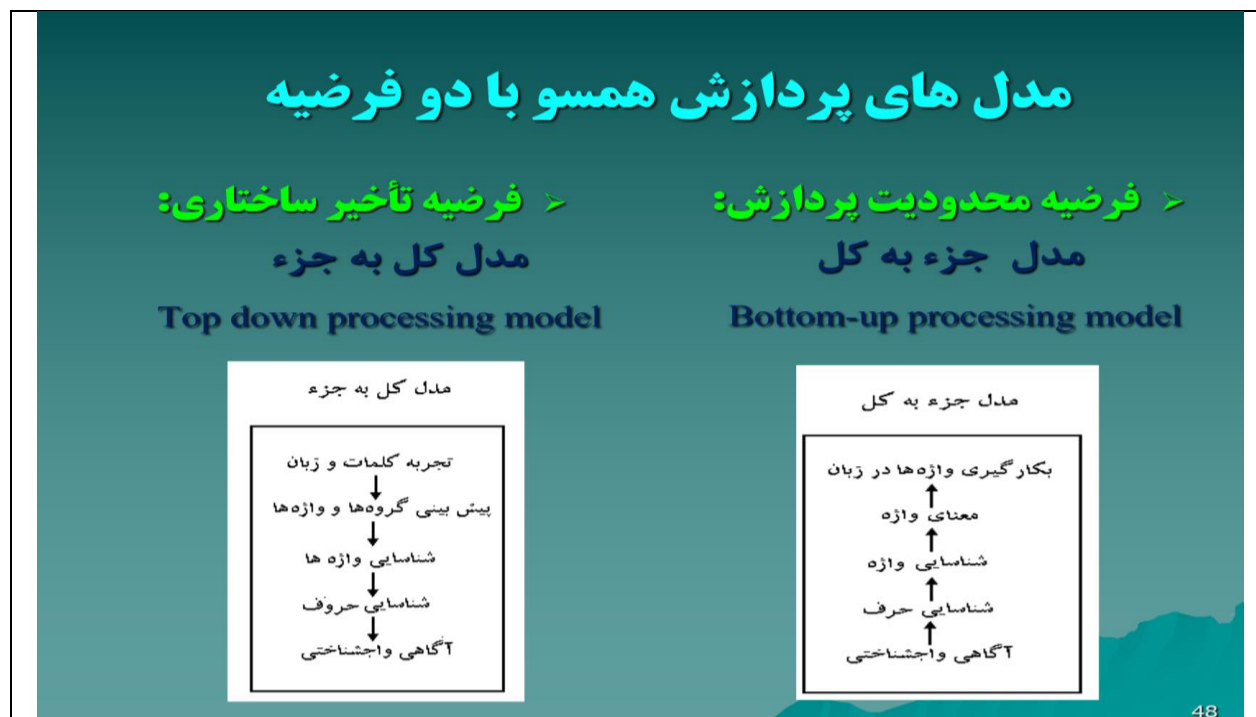 مدل های پردازش همسو با دو فرضیه
فرضیه محدودیت پردازش:
مدل جزء به کل
Bottom-up processing model
مدل جزء به کل
بکارگیری واژه‌ها در زبان
معنای واژه
شناسایی واژه
شناسایی حرف
آگاهی واجشناختی
فرضیه تأخیر ساختاری:
مدل کل به جزء
Top down processing model
مدل کل به جزء
تجربه کلمات و زبان
پیش بینی گروه‌ها و واژه‌ها
شناسایی واژه ها
شناسایی حروف
آگاهی واجشناختی
48